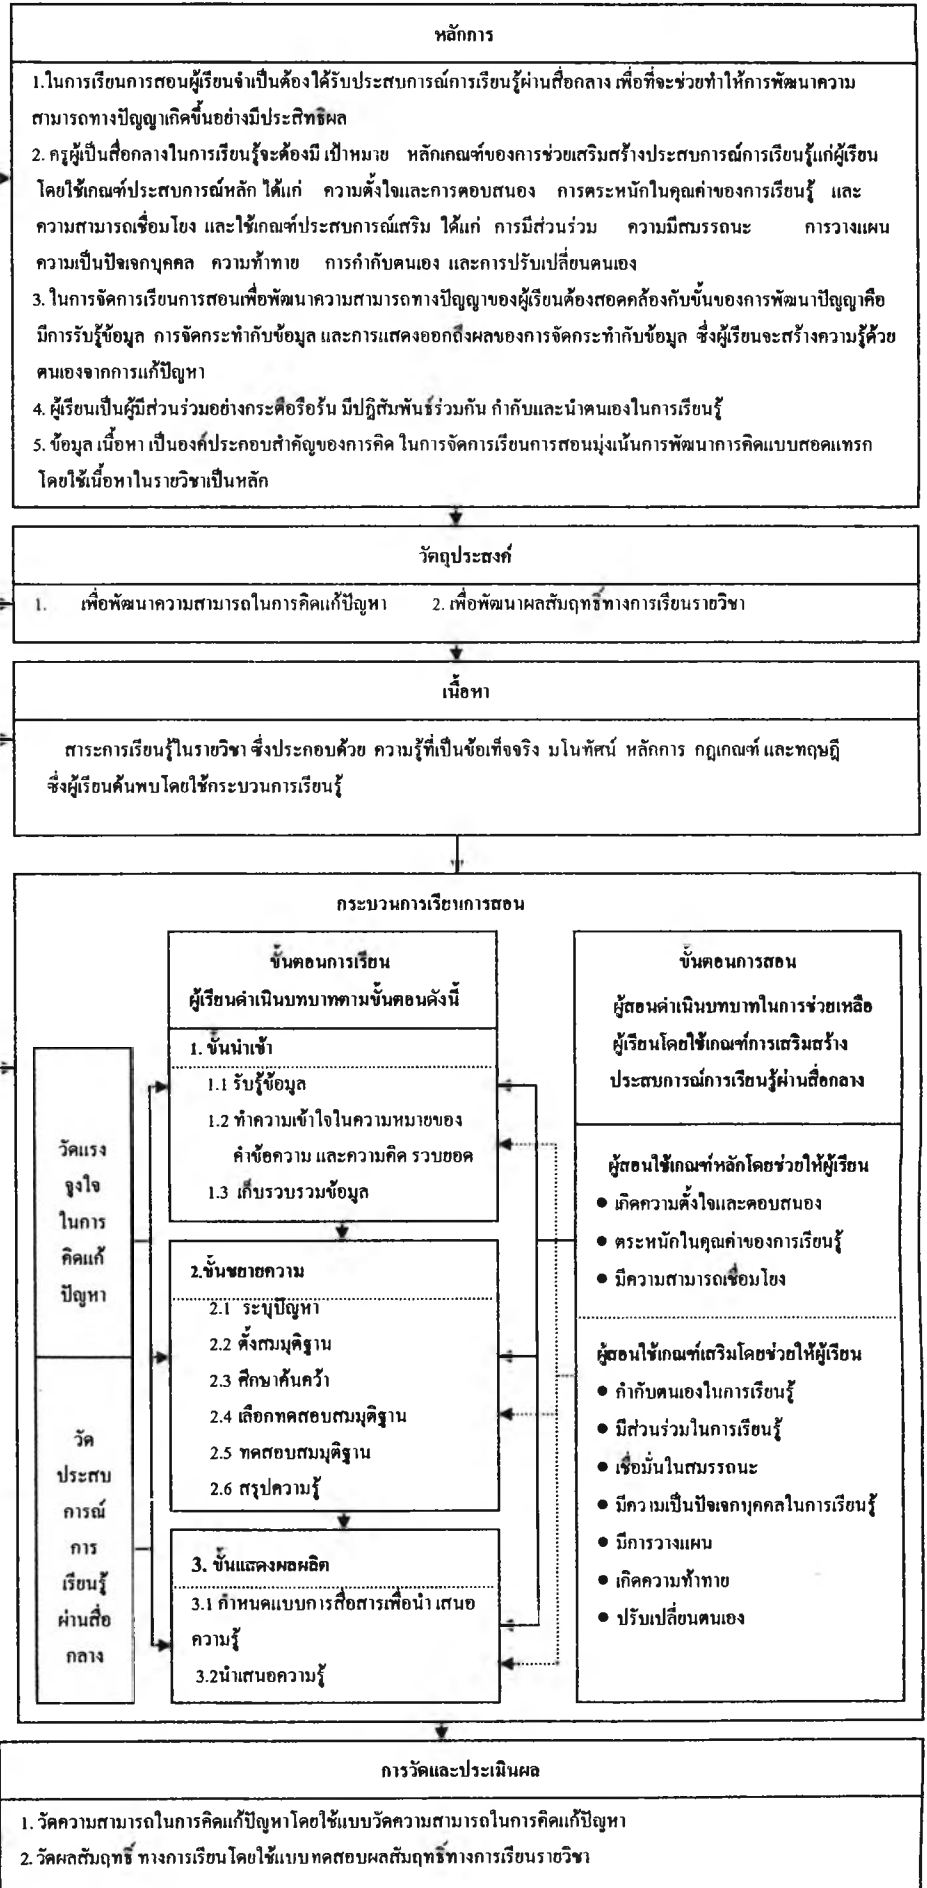 หลักการ
1.ในการเรียนการสอนผู้เรียนจำเป็นต้องได้รับประสบการณ์การเรียนรู้ผ่านสื่อกลาง เพื่อที่จะช่วยทำให้การพัฒนาความ
สามารถทางปัญญาเกิดขึ้นอย่างมีประสิทธิผล
2. ครูผู้เป็นสื่อกลางในการเรียนรู้จะต้องมี เป้าหมาย หลักเกณฑ์ของการช่วยเสริมสร้างประสบการณ์การเรียนรู้แก่ผู้เรียน
โดยใช้เกณฑ์ประสบการณ์หลัก ได้แก่ ความตั้งใจและการตอบสนอง การตระหนักในคุณค่าของการเรียนรู้ และ
ความสามารถเชื่อมโยง และใช้เกณฑ์ประสบการณ์เสริม ได้แก่ การมีส่วนร่วม ความมีสมรรถนะ การวางแผน
ความเป็นปัจเจกบุคคล ความท้าทาย การกำกับตนเอง และการปรับเปลี่ยนตนเอง
3. ในการจัดการเรียนการสอนเพื่อพัฒนาความสามารถทางปัญญาของผู้เรียนต้องสอดคล้องกับขั้นของการพัฒนาปัญญาคือ
มีการรับรู้ข้อมูล การจัดกระทำกับข้อมูล และการแสดงออกถึงผลของการจัดกระทำกับข้อมูล ซึ่งผู้เรียนจะสร้างความรู้ด้วย
ตนเองจากการแก้ปัญหา
4. ผู้เรียนเป็นผู้มีส่วนร่วมอย่างกระตือรือร้น มีปฏิสัมพันธ์ร่วมกัน กำกับและนำตนเองในการเรียนรู้
5. ข้อมูล เนื้อหา เป็นองค์ประกอบสำคัญของการคิด ในการจัดการเรียนการสอนมุ่งเน้นการพัฒนาการคิดแบบสอดแทรก
โดยใช้เนื้อหาในรายวิชาเป็นหลัก
วัตถุประสงค์
1. เพื่อพัฒนาความสามารถในการคิดแก้ปัญหา 2. เพื่อพัฒนาผลสัมฤทธิ์ทางการเรียนรายวิชา
เนื้อหา
สาระการเรียนรู้ในรายวิชา ซึ่งประกอบด้วย ความรู้ที่เป็นข้อเท็จจริง มโนทัศน์ หลักการ กฎเกณฑ์ และทฤษฎี
ซึ่งผู้เรียนค้นพบโดยใช้กระบวนการเรียนรู้
กระบวนการเรียนการสอน
วัดแรง
จูงใจ
ในการ
คิดแก้
ปัญหา
วัด
ประสบ
การณ์
การ
เรียนรู้
ผ่านสื่อ
กลาง
ขั้นตอนการเรียน
ผู้เรียนดำเนินบทบาทตามขั้นตอนดังนี้
1. ขั้นนำเข้า
1.1 รับรู้ข้อมูล
1.2 ทำความเข้าใจในความหมายของ
คำข้อความ และความคิด รวบยอด
1.3 เก็บรวบรวมข้อมูล
2.ขั้นขยายความ
2.1 ระบุปัญหา
2.2 ตั้งสมมุติฐาน
2.3 ศึกษาค้นคว้า
2.4 เลือกทดสอบสมมุติฐาน
2.5 ทดสอบสมมุติฐาน
2.6 สรุปความรู้
3. ขั้นแสดงผลผลิต
3.1 กำหนดแบบการสื่อสารเพื่อนำ เสนอ
ความรู้
3.2นำเสนอความรู้
ขั้นตอนการสอน
ผู้สอนดำเนินบทบาทในการช่วยเหลือ
ผู้เรียนโดยใช้เกณฑ์การเสริมสร้าง
ประสบการณ์การเรียนรู้ผ่านสื่อกลาง
ผู้สอนใช้เกณฑ์หลักโดยช่วยให้ผู้เรียน
● เกิดความตั้งใจและตอบสนอง
● ตระหนักในคุณค่าของการเรียนรู้
● มีความสามารถเชื่อมโยง
ผู้สอนใช้เกณฑ์เสริมโดยช่วยให้ผู้เรียน
● กำกับตนเองในการเรียนรู้
● มีส่วนร่วมในการเรียนรู้
● เชื่อมั่นในสมรรถนะ
● มีความเป็นปัจเจกบุคคลในการเรียนรู้
● มีการวางแผน
● เกิดความท้าทาย
● ปรับเปลี่ยนตนเอง
การวัดและประเมินผล
1. วัดความสามารถในการคิดแก้ปัญหาโดยใช้แบบวัดความสามารถในการคิดแก้ปัญหา
2. วัดผลสัมฤทธิ์ ทางการเรียน โดยใช้แบบทดสอบผลสัมฤทธิ์ทางการเรียนรายวิชา